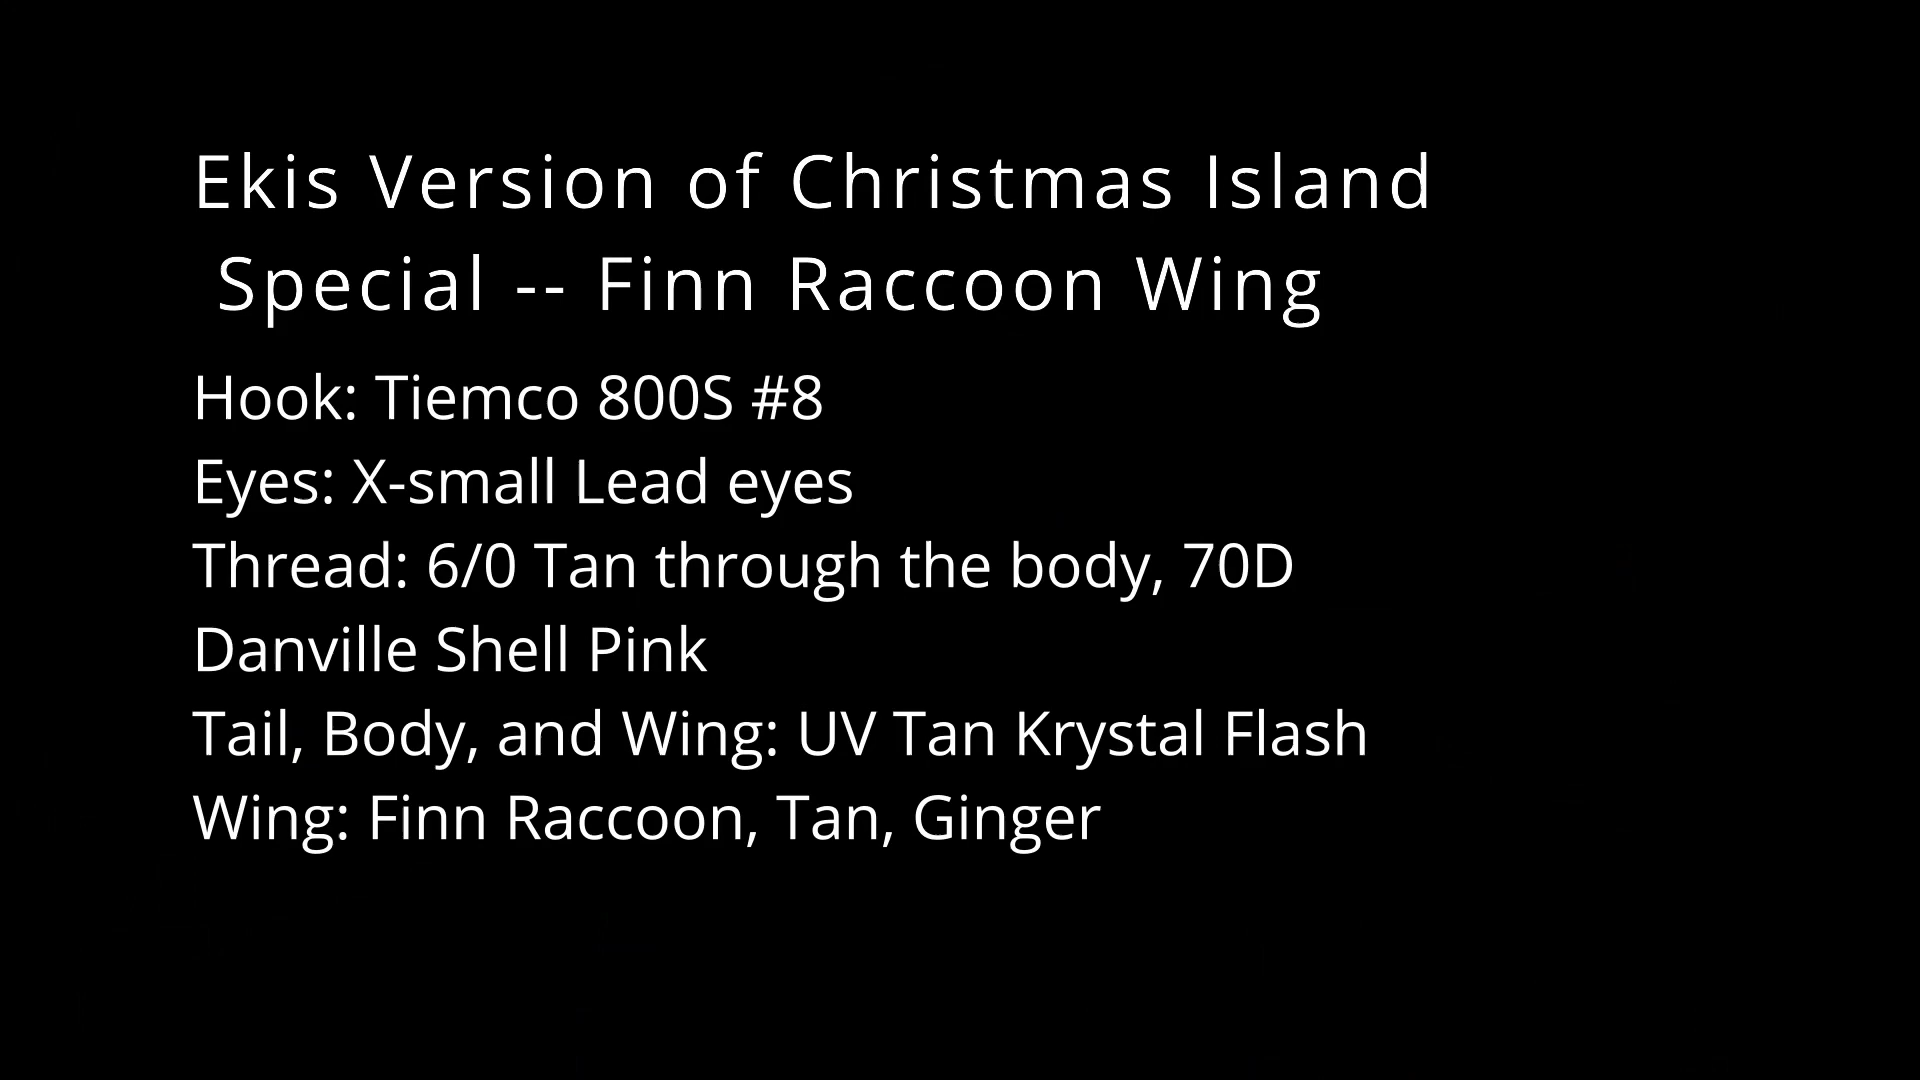 Ekis Version of Christmas Island
Special -- Finn Raccoon Wing
Hook: Tiemco 800S #8
Eyes: X-small Lead eyes
Thread: 6/0 Tan through the body, 70D
Danville Shell Pink
Tail, Body, and Wing: UV Tan Krystal Flash
Wing: Finn Raccoon, Tan, Ginger